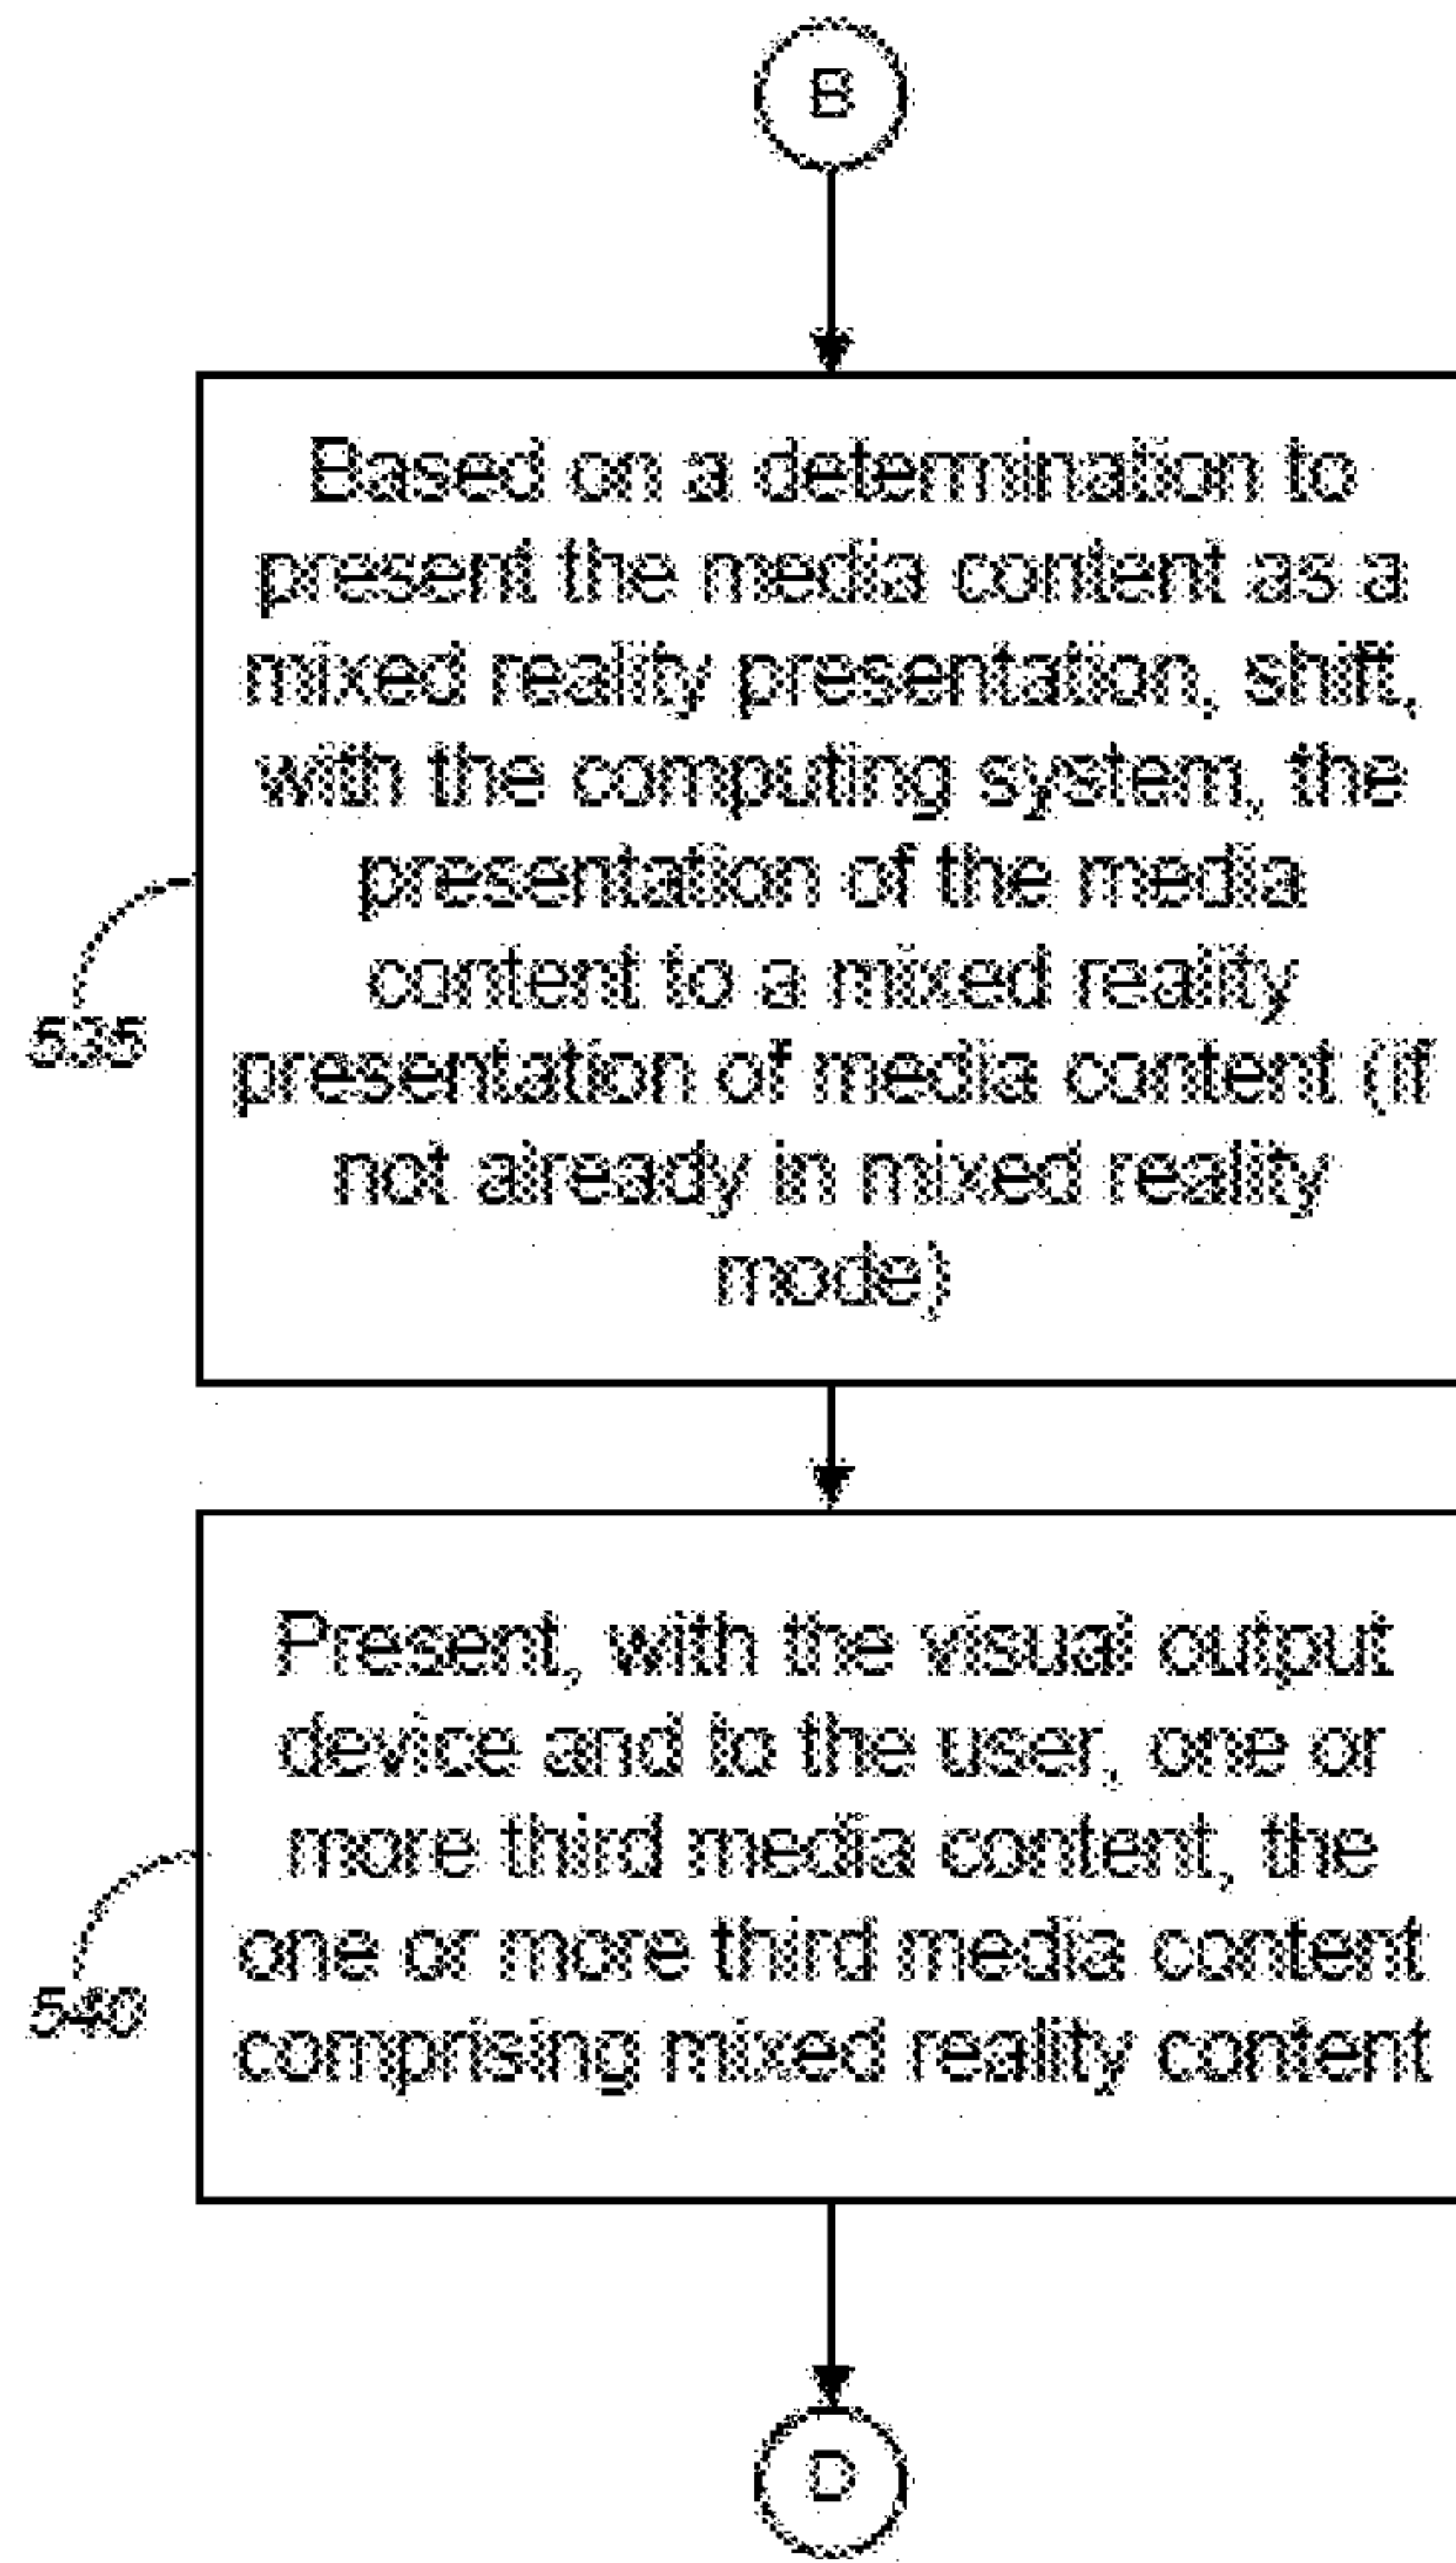 B
Based on a determination to
present the media content as a
mixed reality presentation, shift,
with the computing system, the
presentation of the media
content to a mixed reality
presentation of media content (if
not already in mixed reality
mode)
535
Present, with the visual output
device and to the user, one or
more third media content, the
one or more third media content
comprising mixed reality content
540
D